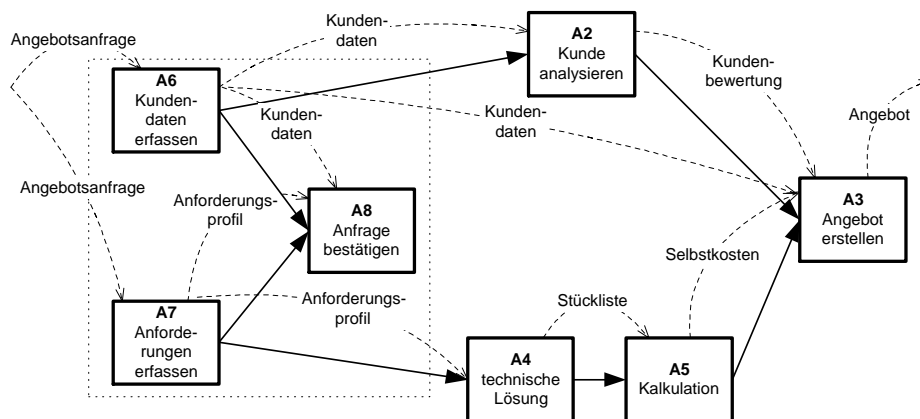 Angebotsanfrage
A6
Kunden-
daten
erfassen
Kunden-
daten
A2
Kunde
analysieren
Kunden-
bewertung
Kunden-
daten
Kunden-
daten
Angebot
Angebotsanfrage
Anforderungs-
profil
A8
Anfrage
bestätigen
A3
Angebot
erstellen
Selbstkosten
A7
Anforde-
rungen
erfassen
Anforderungs-
profil
Stückliste
A4
technische
Lösung
A5
Kalkulation